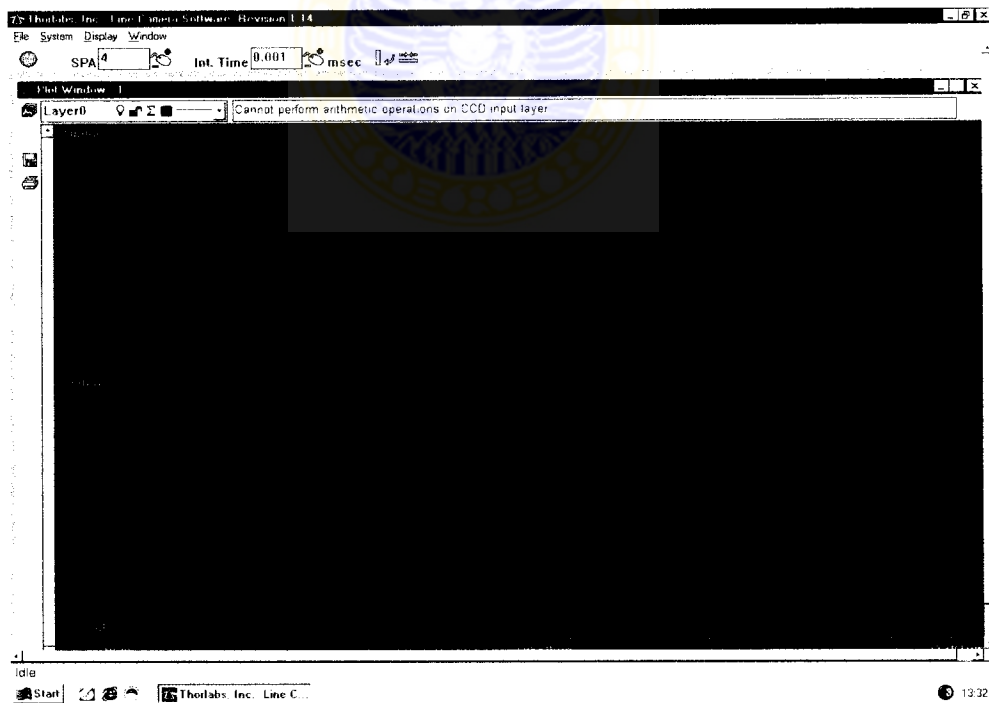 Thorlabs, Inc. Line Camera Software Revision 1.14
File System Display Window
SPA 4 Int. Time 0.001 msec
Plot Window 1
Layer0 Σ Cannot perform arithmetic operations on CCD input layer
Idle
Start Thorlabs, Inc. Line C... 13:32